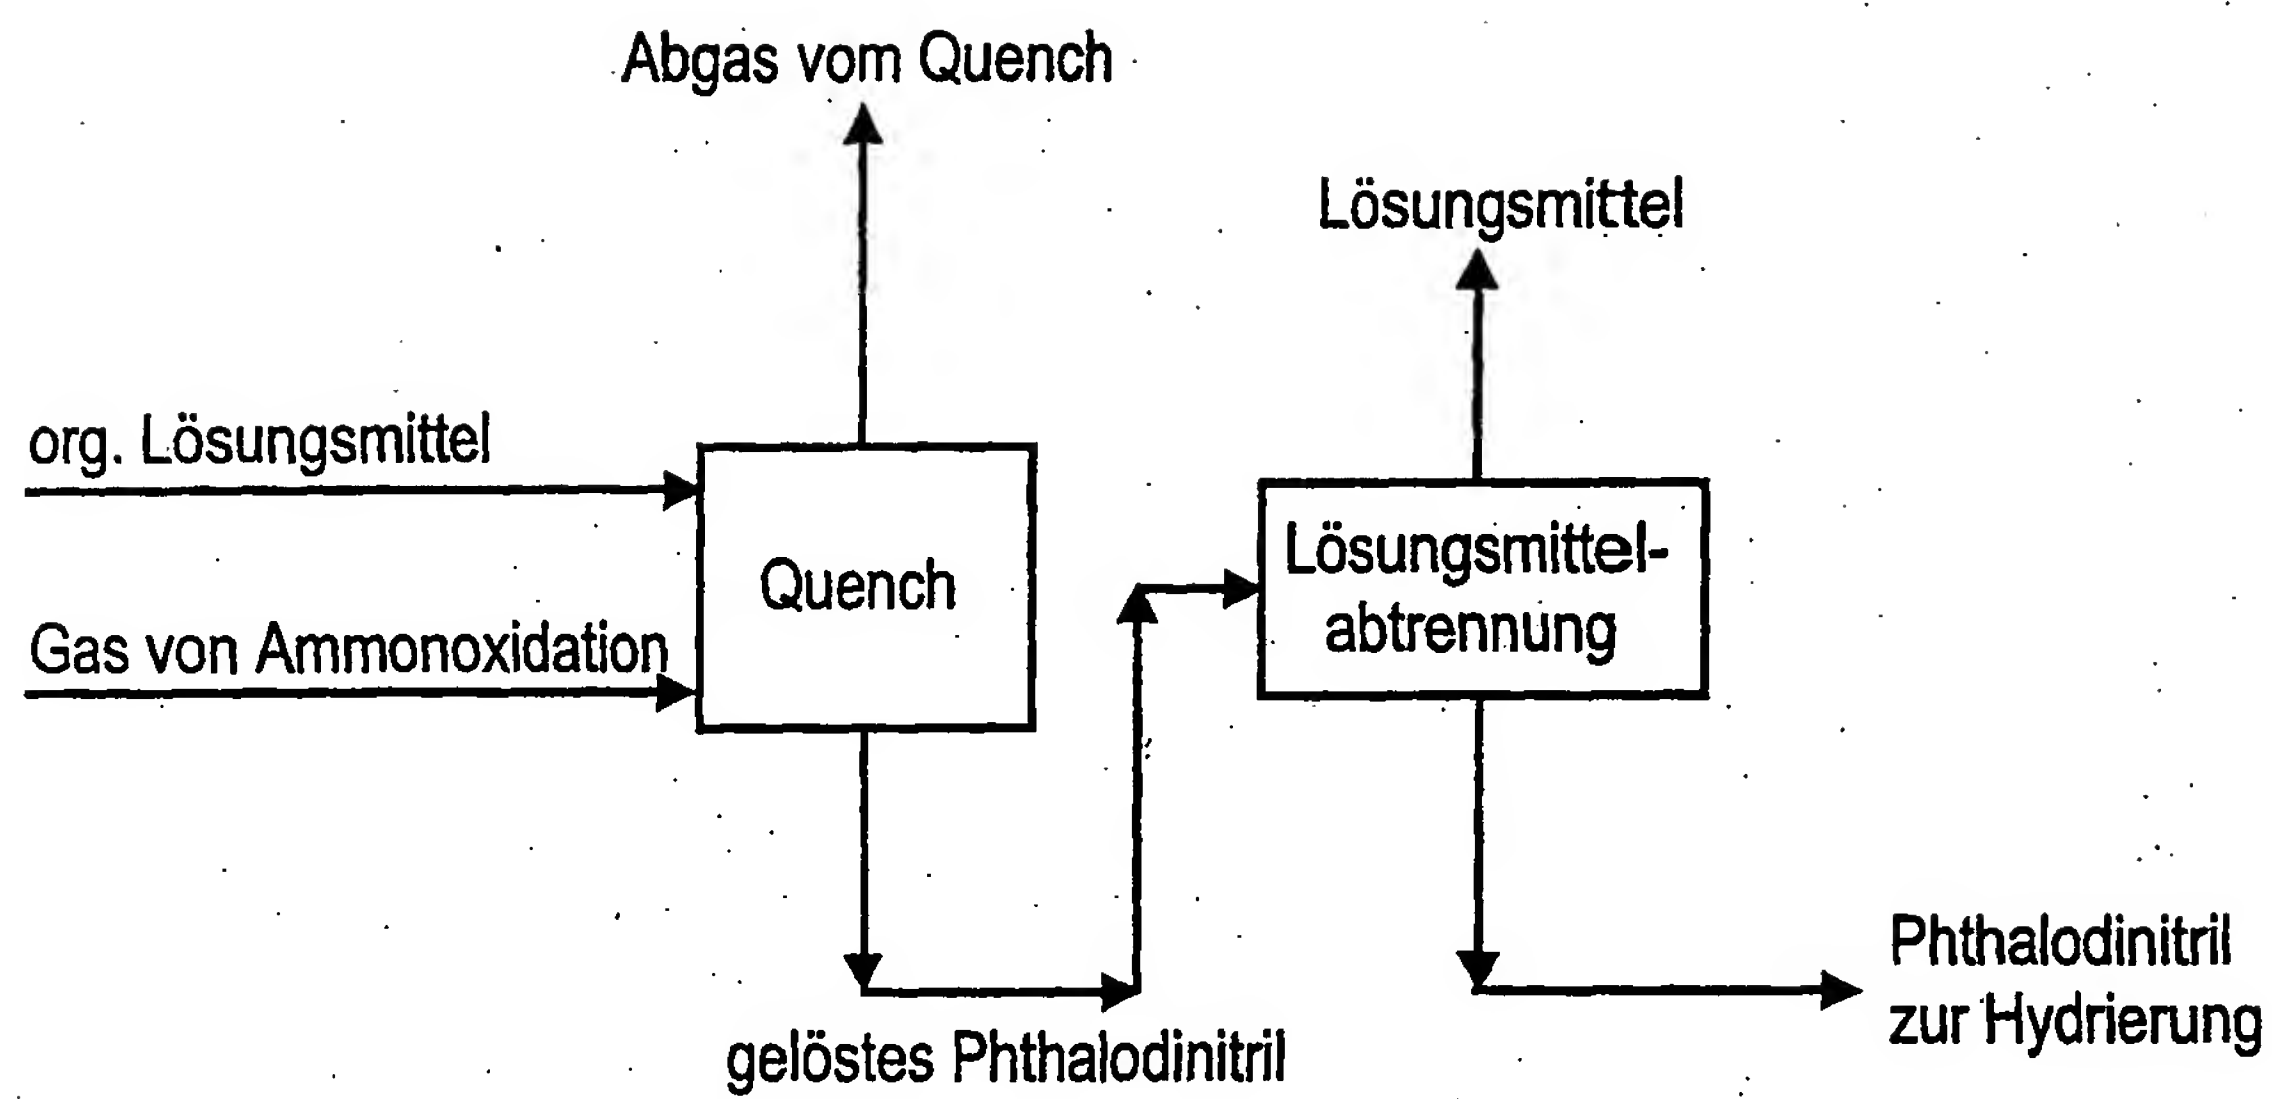 Abgas vom Quench
Lösungsmittel
org. Lösungsmittel
Gas von Ammonoxidation
Quench
Lösungsmittel-
abtrennung
gelöstes Phthalodinitril
Phthalodinitril
zur Hydrierung